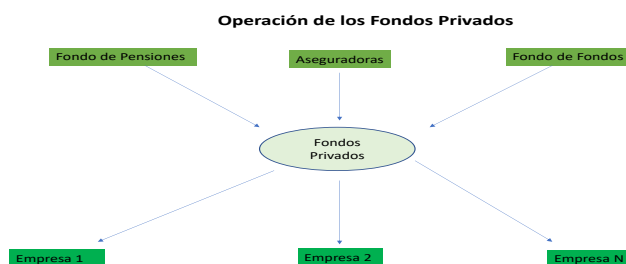 Operación de los Fondos Privados
Fondo de Pensiones
Aseguradoras
Fondo de Fondos
Fondos
Privados
Empresa 1
Empresa 2
Empresa N